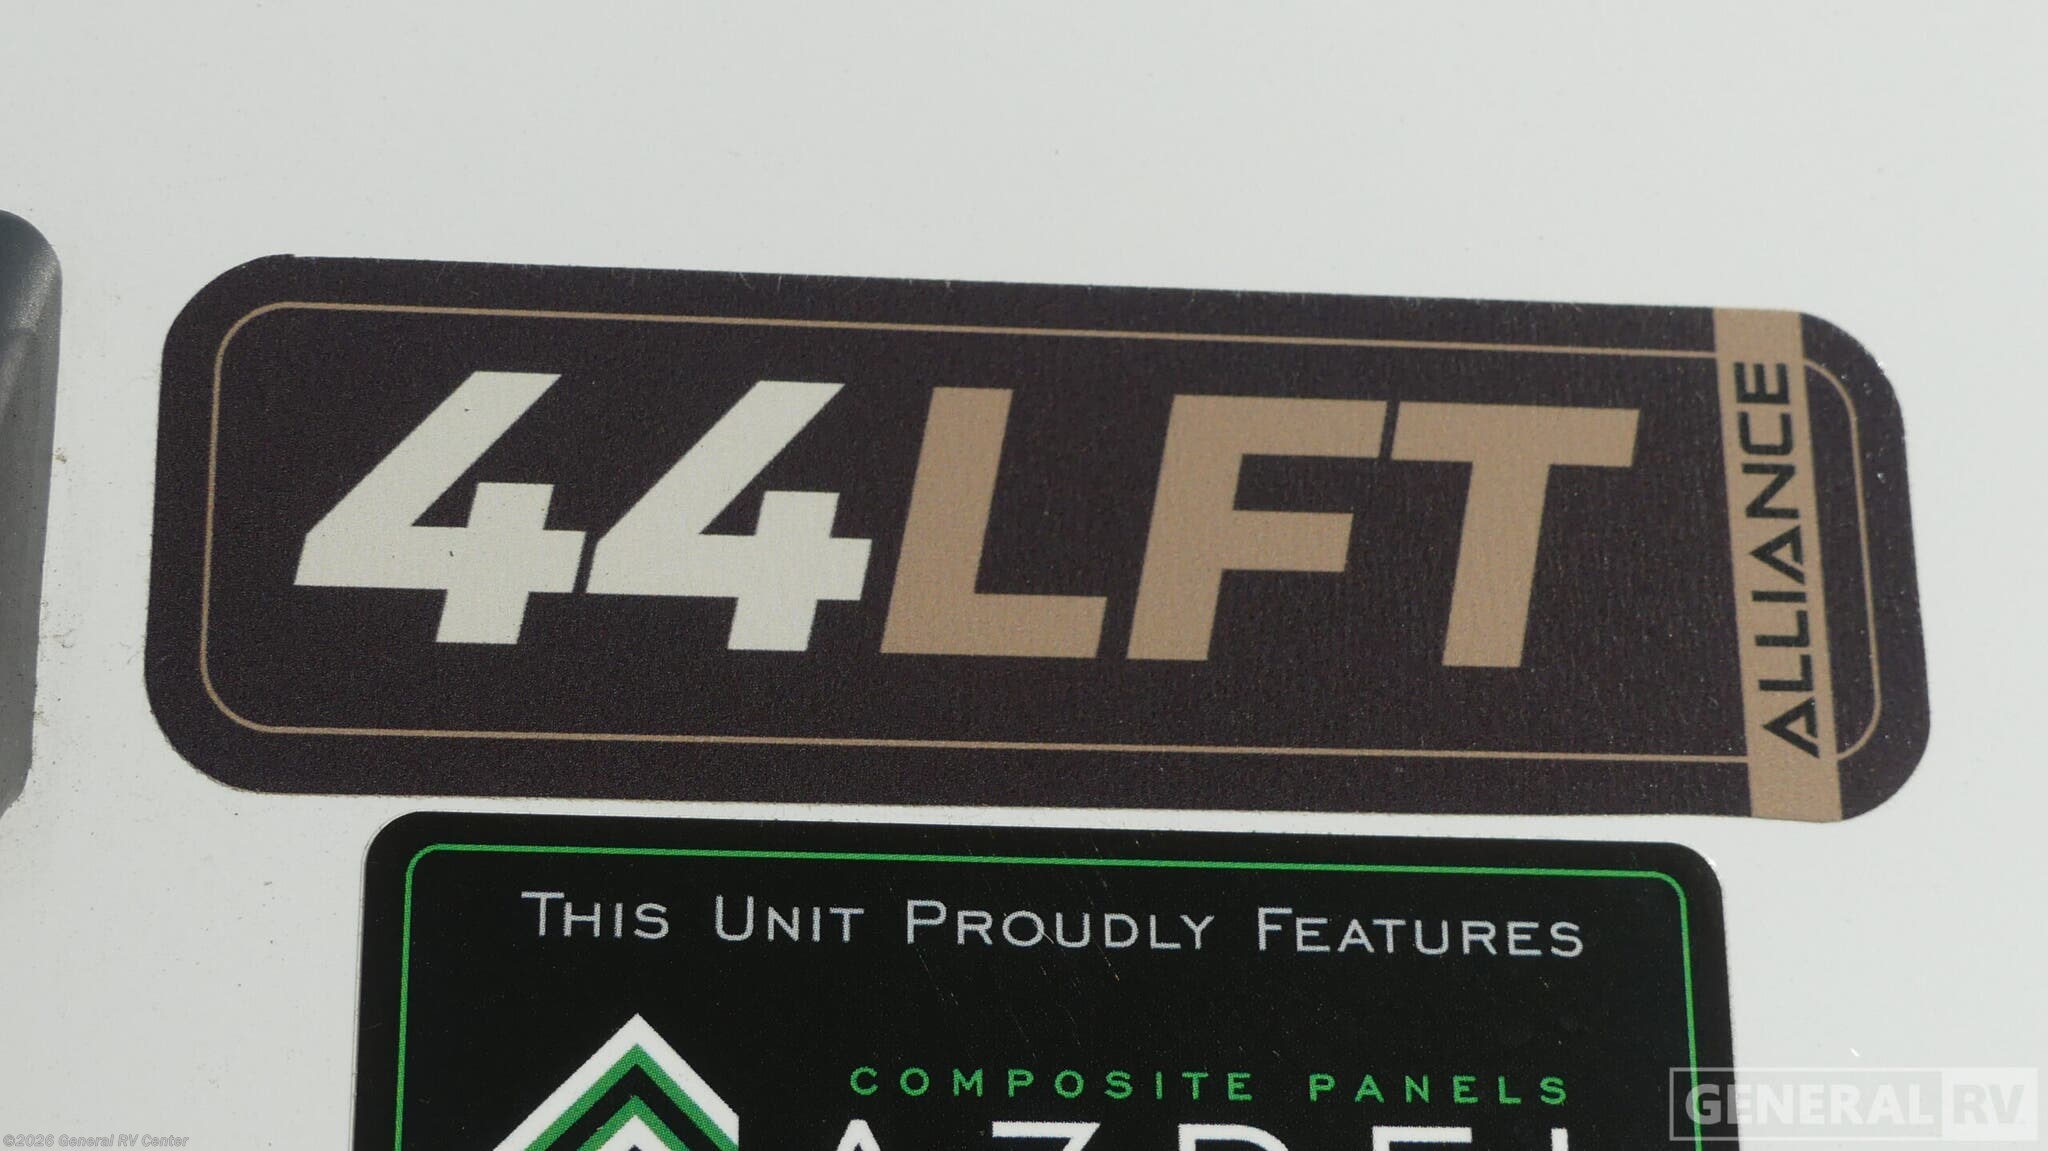 44LFT
ALLIANCE
THIS UNIT PROUDLY FEATURES
COMPOSITE PANELS
GENERAL RV
©2026 General RV Center